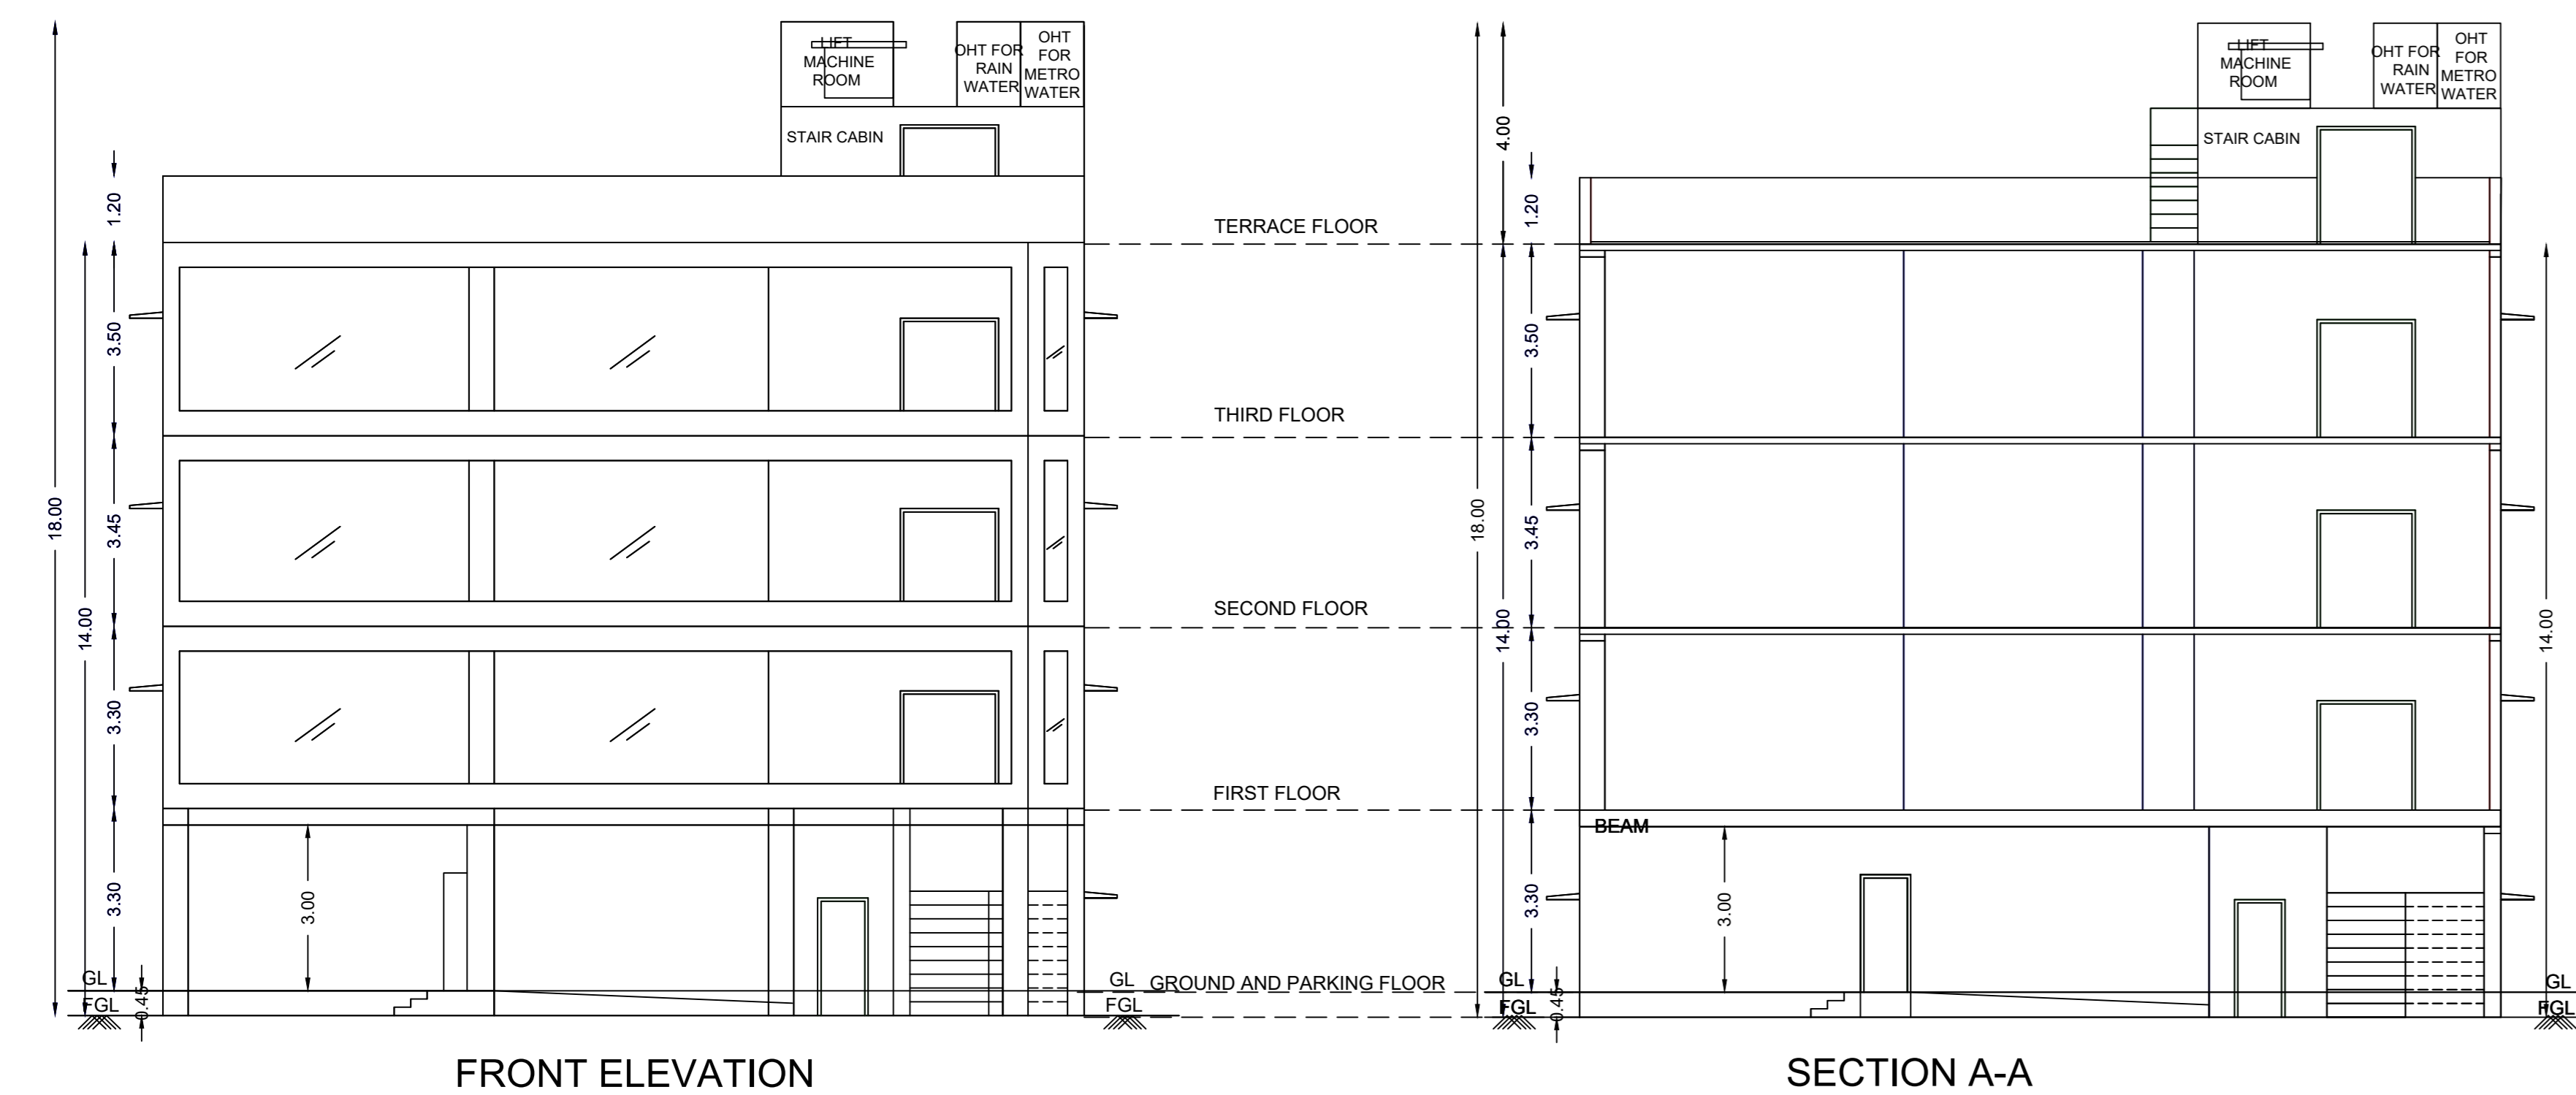 LIFT
MACHINE
ROOM
OHT FOR
RAIN
WATER
OHT
FOR
METRO
WATER
STAIR CABIN
1.20
3.50
3.45
3.30
3.30
0.45
18.00
14.00
3.00
GL
FGL
GL
FGL
FRONT ELEVATION
TERRACE FLOOR
THIRD FLOOR
SECOND FLOOR
FIRST FLOOR
GROUND AND PARKING FLOOR
LIFT
MACHINE
ROOM
OHT FOR
RAIN
WATER
OHT
FOR
METRO
WATER
STAIR CABIN
4.00
1.20
3.50
3.45
3.30
3.30
0.45
18.00
14.00
BEAM
3.00
14.00
GL
FGL
GL
FGL
SECTION A-A